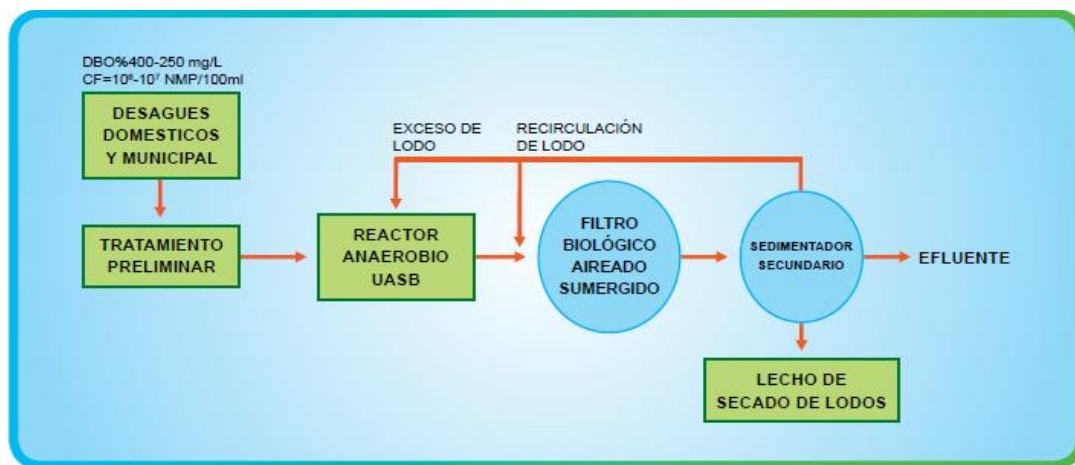 DBO%400-250 mg/L
CF=10⁶-10⁷ NMP/100ml
DESAGUES
DOMESTICOS
Y MUNICIPAL
TRATAMIENTO
PRELIMINAR
EXCESO DE
LODO
RECIRCULACIÓN
DE LODO
REACTOR
ANAEROBIO
UASB
FILTRO
BIOLÓGICO
AIREADO
SUMERGIDO
SEDIMENTADOR
SECUNDARIO
EFLUENTE
LECHO DE
SECADO DE LODOS